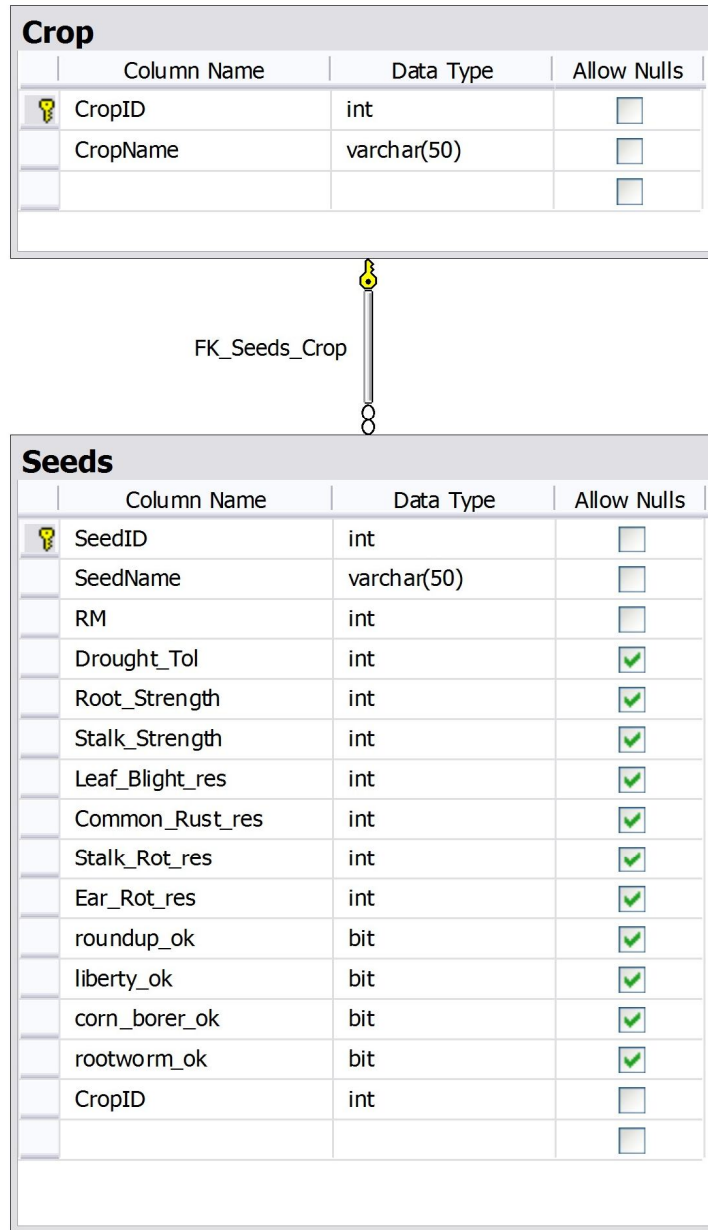 Crop
Column Name Data Type Allow Nulls
CropID int
CropName varchar(50)
FK_Seeds_Crop
Seeds
Column Name Data Type Allow Nulls
SeedID int
SeedName varchar(50)
RM int
Drought_Tol int
Root_Strength int
Stalk_Strength int
Leaf_Blight_res int
Common_Rust_res int
Stalk_Rot_res int
Ear_Rot_res int
roundup_ok bit
liberty_ok bit
corn_borer_ok bit
rootworm_ok bit
CropID int